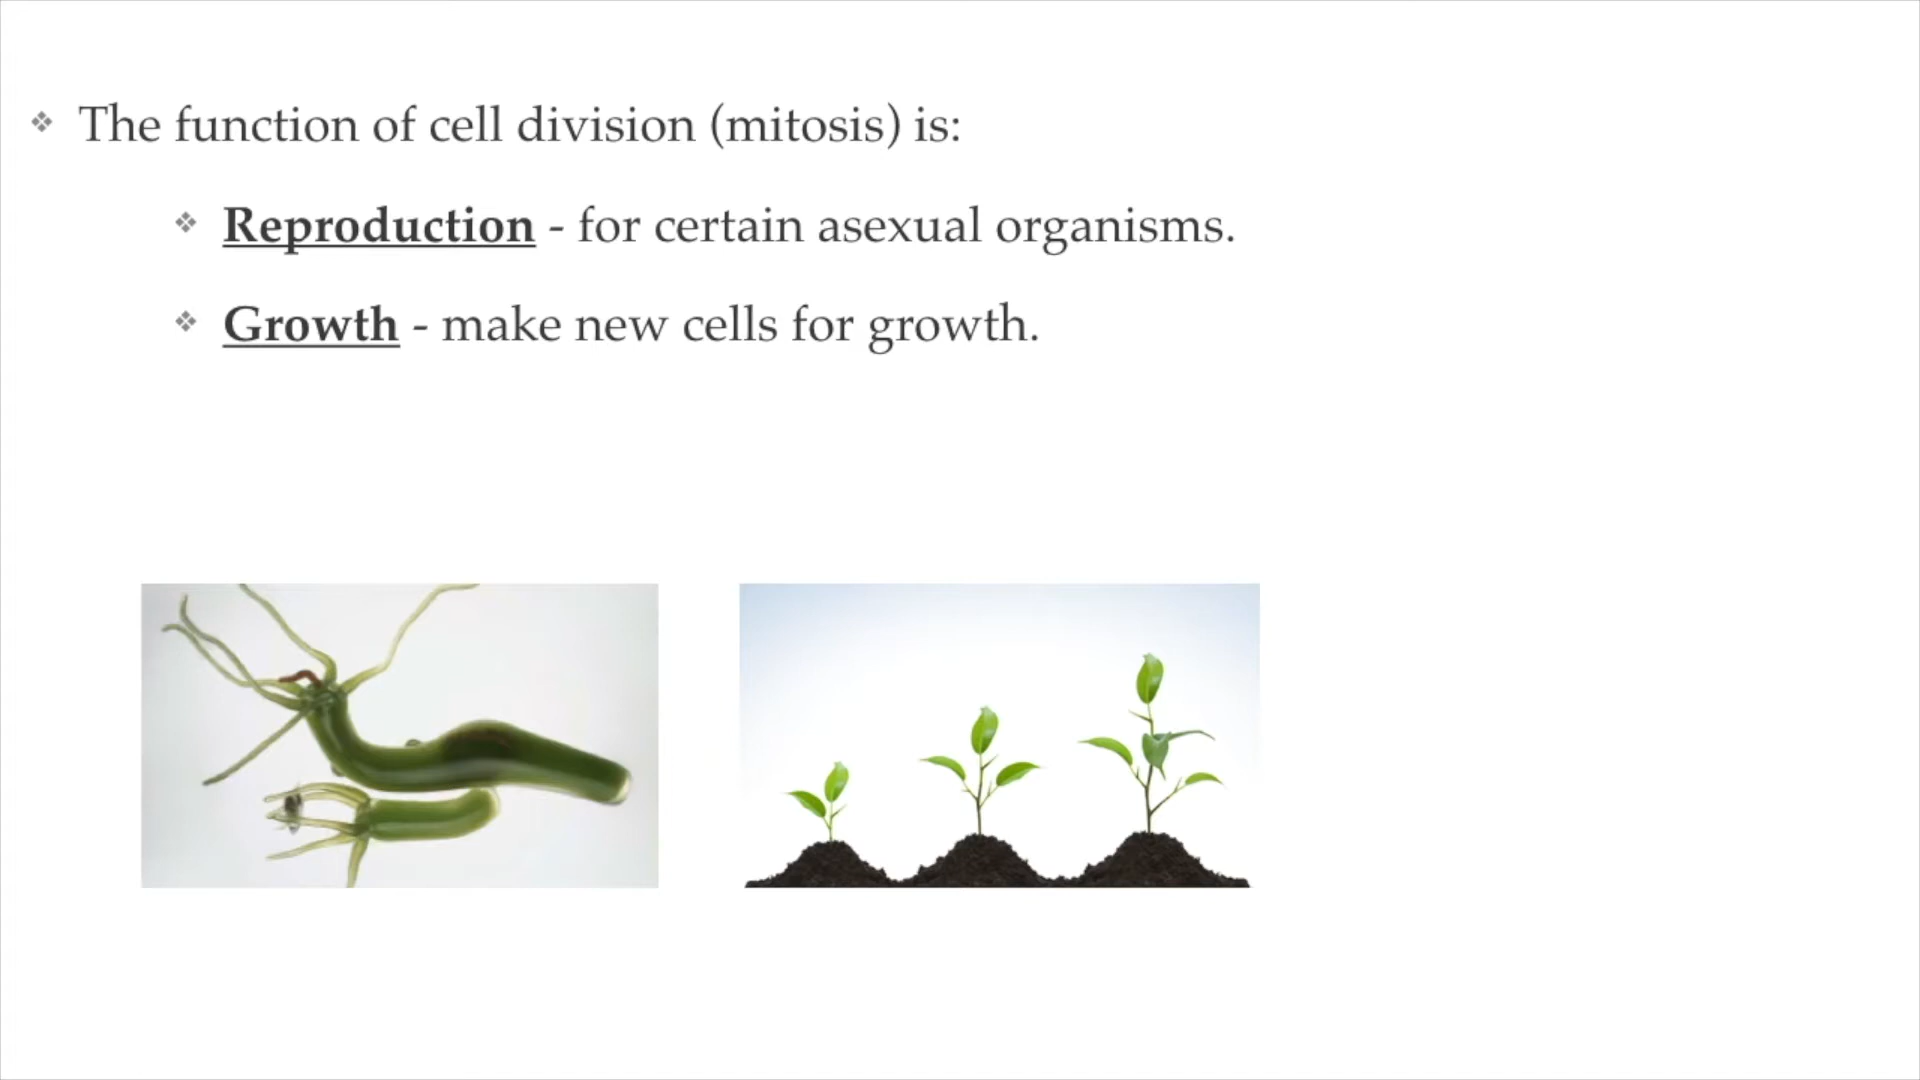 The function of cell division (mitosis) is:
Reproduction - for certain asexual organisms.
Growth - make new cells for growth.